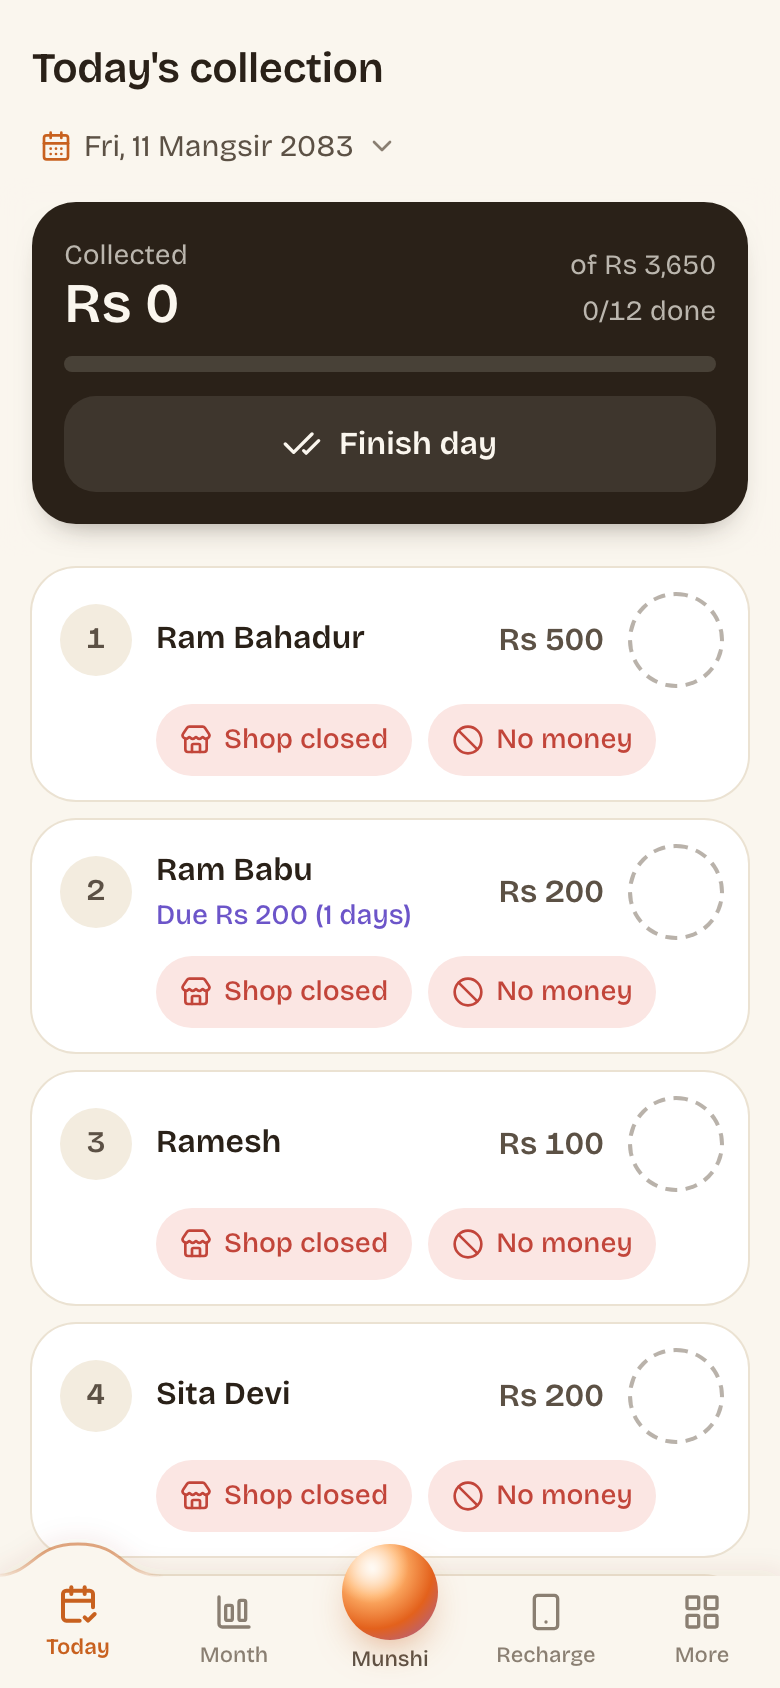 Today's collection
Fri, 11 Mangsir 2083
Collected
Rs 0
of Rs 3,650
0/12 done
Finish day
1
Ram Bahadur
Rs 500
Shop closed
No money
2
Ram Babu
Due Rs 200 (1 days)
Rs 200
Shop closed
No money
3
Ramesh
Rs 100
Shop closed
No money
4
Sita Devi
Rs 200
Shop closed
No money
Today
Month
Munshi
Recharge
More